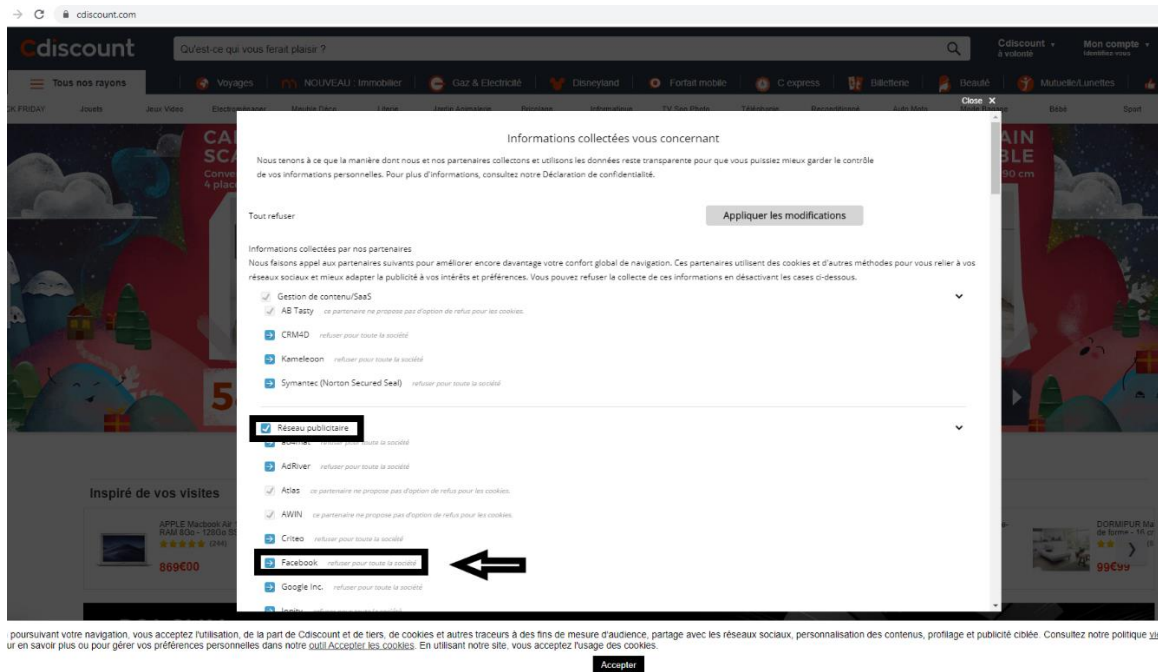 cdiscount.com
Cdiscount
Qu'est-ce qui vous ferait plaisir ?
Cdiscount
à volonté
Mon compte
Identifiez-vous
Tous nos rayons
Voyages
NOUVEAU : Immobilier
Gaz & Electricité
Disneyland
Forfait mobile
C express
Billetterie
Beauté
Mutuelle/Lunettes
FRIDAY
Jouets
Jeux Video
Bébé
Sport
Close X
Informations collectées vous concernant
Nous tenons à ce que la manière dont nous et nos partenaires collectons et utilisons les données reste transparente pour que vous puissiez mieux garder le contrôle
de vos informations personnelles. Pour plus d'informations, consultez notre Déclaration de confidentialité.
Tout refuser
Appliquer les modifications
Informations collectées par nos partenaires
Nous faisons appel aux partenaires suivants pour améliorer encore davantage votre confort global de navigation. Ces partenaires utilisent des cookies et d'autres méthodes pour vous relier à vos
réseaux sociaux et mieux adapter la publicité à vos intérêts et préférences. Vous pouvez refuser la collecte de ces informations en désactivant les cases ci-dessous.
Gestion de contenu/SaaS
AB Tasty ce partenaire ne propose pas d'option de refus pour les cookies.
CRM4D refuser pour toute la société
Kameleoon refuser pour toute la société
Symantec (Norton Secured Seal) refuser pour toute la société
Réseau publicitaire
refuser pour toute la société
AdRiver refuser pour toute la société
Atlas ce partenaire ne propose pas d'option de refus pour les cookies.
AWIN ce partenaire ne propose pas d'option de refus pour les cookies.
Criteo refuser pour toute la société
Facebook refuser pour toute la société
Google Inc. refuser pour toute la société
Inspiré de vos visites
APPLE Macbook Air
(244)
869€00
DORMIPUR
99€99
poursuivant votre navigation, vous acceptez l'utilisation, de la part de Cdiscount et de tiers, de cookies et autres traceurs à des fins de mesure d'audience, partage avec les réseaux sociaux, personnalisation des contenus, profilage et publicité ciblée. Consultez notre politique
ur en savoir plus ou pour gérer vos préférences personnelles dans notre outil Accepter les cookies. En utilisant notre site, vous acceptez l'usage des cookies.
Accepter